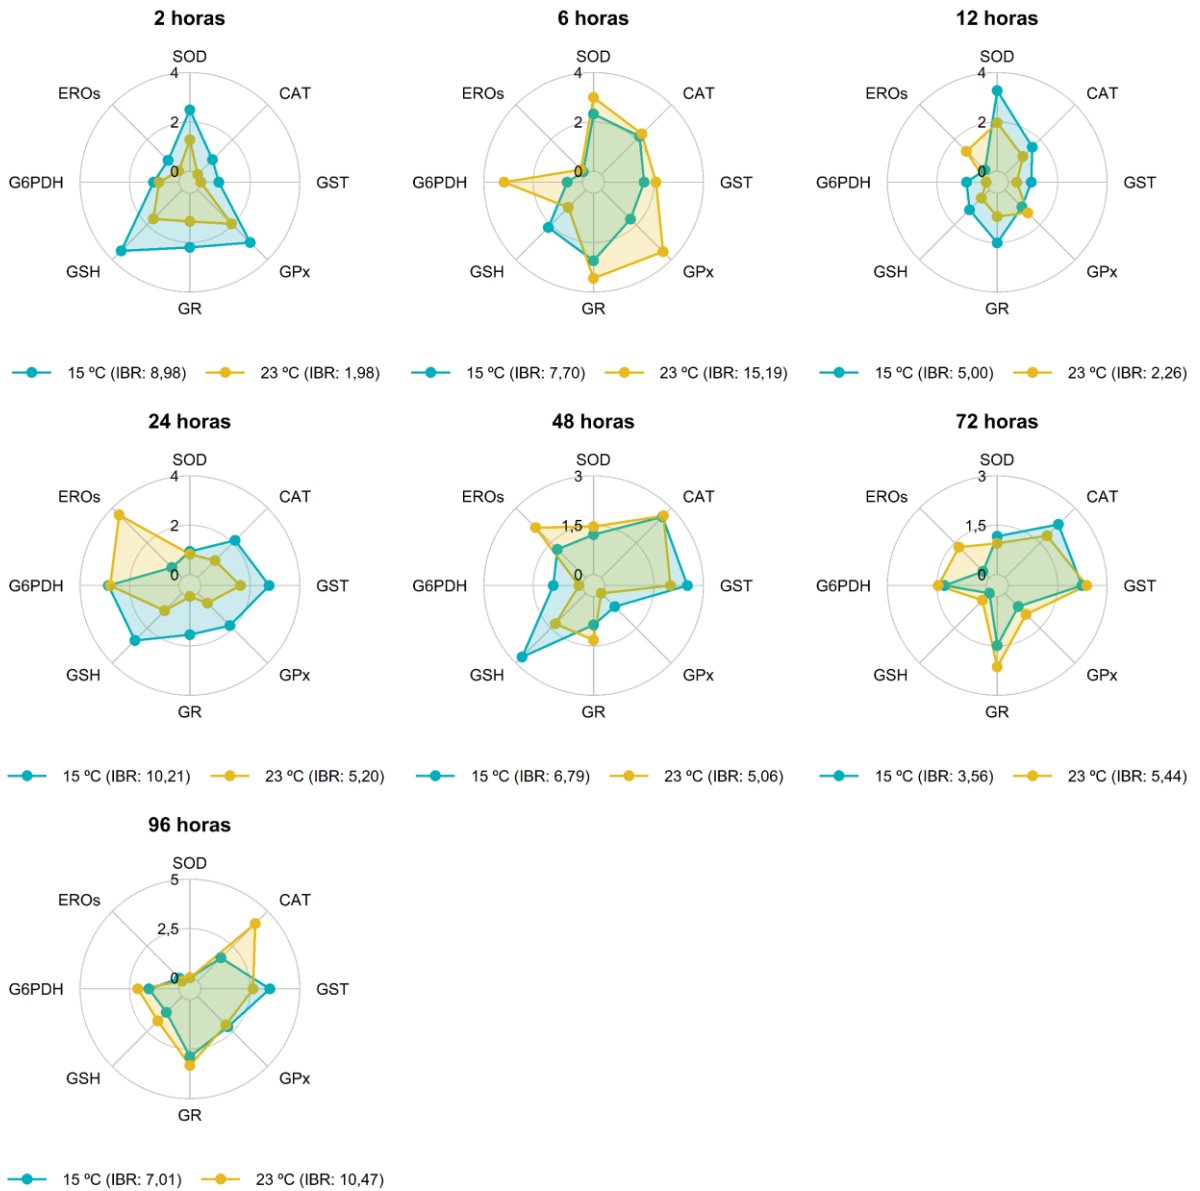 2 horas
6 horas
12 horas
SOD
SOD
SOD
4
4
4
EROs
CAT
EROs
CAT
EROs
CAT
2
2
2
0
0
0
G6PDH
GST
G6PDH
GST
G6PDH
GST
GSH
GPx
GSH
GPx
GSH
GPx
GR
GR
GR
15 ºC (IBR: 8,98)
23 ºC (IBR: 1,98)
15 ºC (IBR: 7,70)
23 ºC (IBR: 15,19)
15 ºC (IBR: 5,00)
23 ºC (IBR: 2,26)
24 horas
48 horas
72 horas
SOD
SOD
SOD
4
3
3
EROs
CAT
EROs
CAT
EROs
CAT
2
1,5
1,5
0
0
0
G6PDH
GST
G6PDH
GST
G6PDH
GST
GSH
GPx
GSH
GPx
GSH
GPx
GR
GR
GR
15 ºC (IBR: 10,21)
23 ºC (IBR: 5,20)
15 ºC (IBR: 6,79)
23 ºC (IBR: 5,06)
15 ºC (IBR: 3,56)
23 ºC (IBR: 5,44)
96 horas
SOD
5
EROs
CAT
2,5
0
G6PDH
GST
GSH
GPx
GR
15 ºC (IBR: 7,01)
23 ºC (IBR: 10,47)